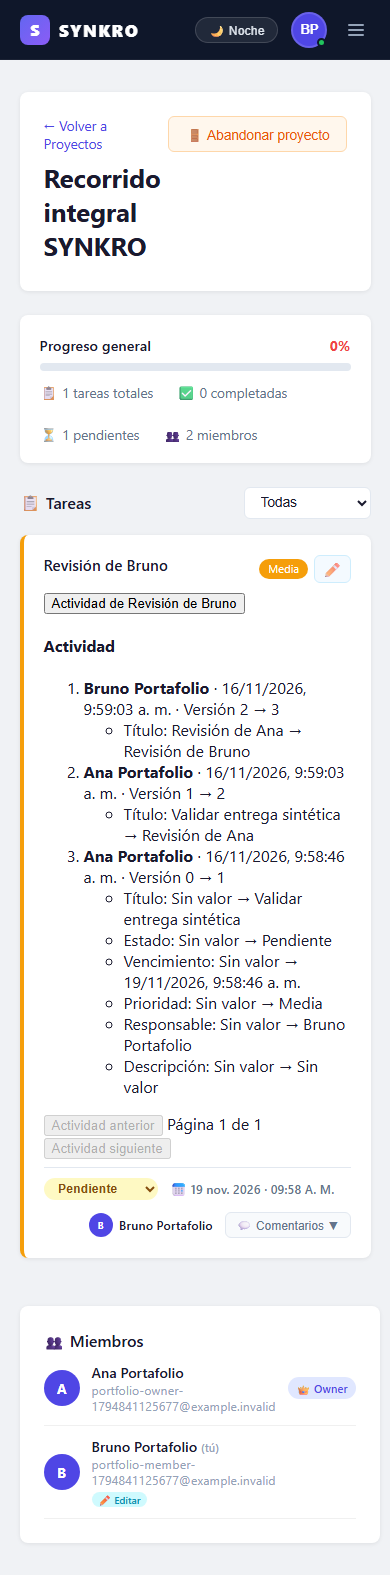 S SYNKRO
🌙 Noche
BP
← Volver a
Proyectos
🚪 Abandonar proyecto
Recorrido
integral
SYNKRO
Progreso general 0%
📋 1 tareas totales ✅ 0 completadas
⏳ 1 pendientes 👥 2 miembros
📋 Tareas Todas
Revisión de Bruno Media
Actividad de Revisión de Bruno
Actividad
1. Bruno Portafolio · 16/11/2026,
9:59:03 a. m. · Versión 2 → 3
Título: Revisión de Ana →
Revisión de Bruno
2. Ana Portafolio · 16/11/2026, 9:59:03
a. m. · Versión 1 → 2
Título: Validar entrega sintética
→ Revisión de Ana
3. Ana Portafolio · 16/11/2026, 9:58:46
a. m. · Versión 0 → 1
Título: Sin valor → Validar
entrega sintética
Estado: Sin valor → Pendiente
Vencimiento: Sin valor →
19/11/2026, 9:58:46 a. m.
Prioridad: Sin valor → Media
Responsable: Sin valor → Bruno
Portafolio
Descripción: Sin valor → Sin
valor
Actividad anterior Página 1 de 1
Actividad siguiente
Pendiente 🗓️ 19 nov. 2026 · 09:58 A. M.
B Bruno Portafolio 💬 Comentarios ▼
👥 Miembros
A
Ana Portafolio
portfolio-owner-
1794841125677@example.invalid
👑 Owner
B
Bruno Portafolio (tú)
portfolio-member-
1794841125677@example.invalid
✏️ Editar